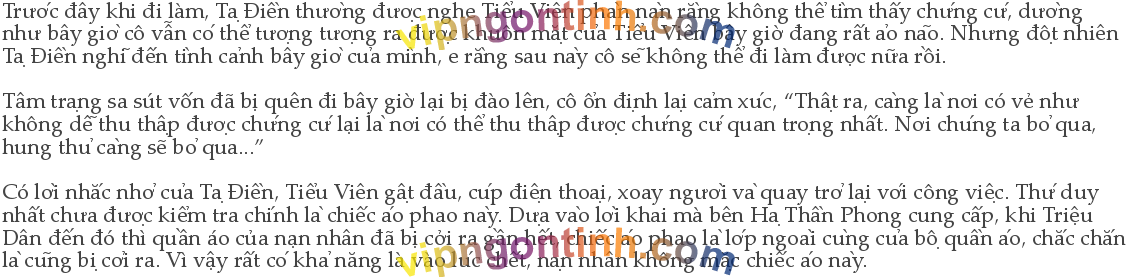 Trước đây khi đi làm, Tạ Điền thường được nghe Tiểu Viên phàn nàn rằng không thể tìm thấy chứng cứ, dường
như bây giờ cô vẫn có thể tượng tượng ra được khuôn mặt của Tiểu Viên bây giờ đang rất ảo não. Nhưng đột nhiên
Tạ Điền nghĩ đến tình cảnh bây giờ của mình, e rằng sau này cô sẽ không thể đi làm được nữa rồi.
Tâm trạng sa sút vốn đã bị quên đi bây giờ lại bị đào lên, cô ổn định lại cảm xúc, “Thật ra, càng là nơi có vẻ như
không dễ thu thập được chứng cứ lại là nơi có thể thu thập được chứng cứ quan trọng nhất. Nơi chúng ta bỏ qua,
hung thủ càng sẽ bỏ qua...”
Có lời nhắc nhở của Tạ Điền, Tiểu Viên gật đầu, cúp điện thoại, xoay người và quay trở lại với công việc. Thứ duy
nhất chưa được kiểm tra chính là chiếc áo phao này. Dựa vào lời khai mà bên Hạ Thần Phong cung cấp, khi Triệu
Dân đến đó thì quần áo của nạn nhân đã bị cởi ra gần hết, chiếc áo phao là lớp ngoài cùng của bộ quần áo, chắc chắn
là cũng bị cởi ra. Vì vậy rất có khả năng là vào lúc chết, nạn nhân không mặc chiếc áo này.
vipngontinh.com
vipngontinh.com